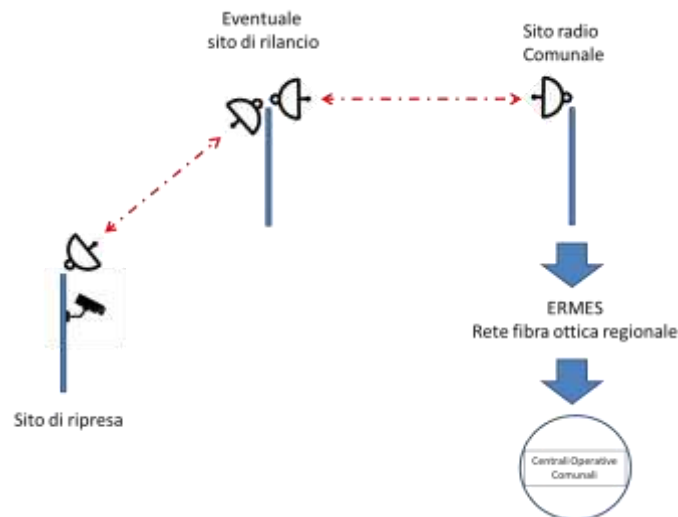 Eventuale
sito di rilancio
Sito radio
Comunale
ERMES
Rete fibra ottica regionale
Sito di ripresa
Centrali Operative
Comunali